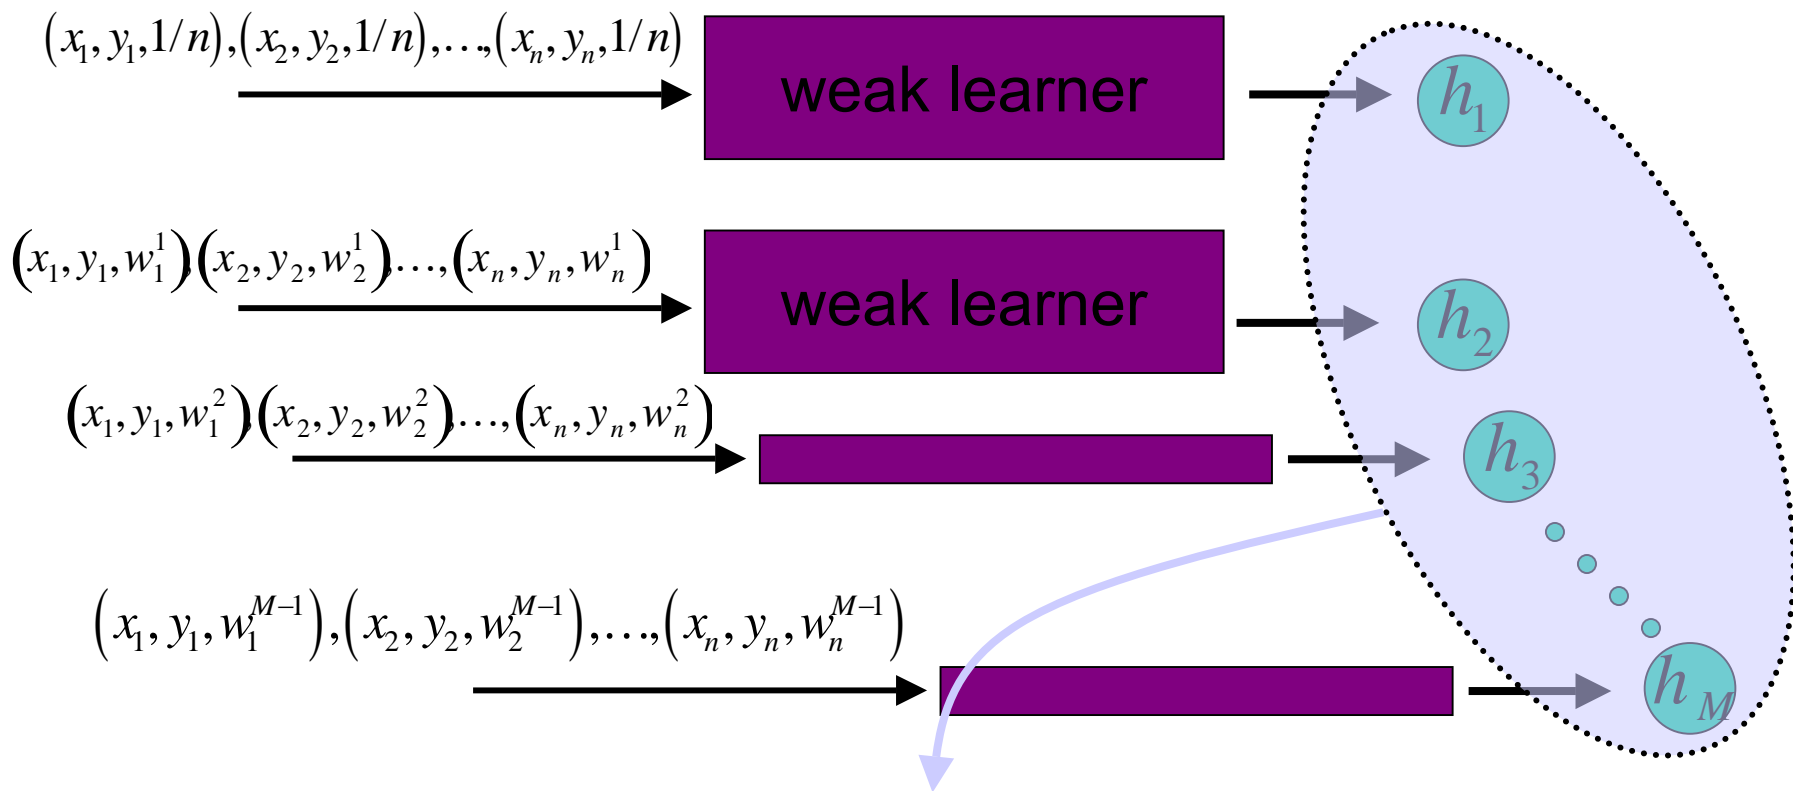 (x₁, y₁, 1/n), (x₂, y₂, 1/n), …, (xₙ, yₙ, 1/n)
weak learner
h₁
(x₁, y₁, w₁¹), (x₂, y₂, w₂¹), …, (xₙ, yₙ, wₙ¹)
weak learner
h₂
(x₁, y₁, w₁²), (x₂, y₂, w₂²), …, (xₙ, yₙ, wₙ²)
h₃
(x₁, y₁, w₁ᴹ⁻¹), (x₂, y₂, w₂ᴹ⁻¹), …, (xₙ, yₙ, wₙᴹ⁻¹)
h_M